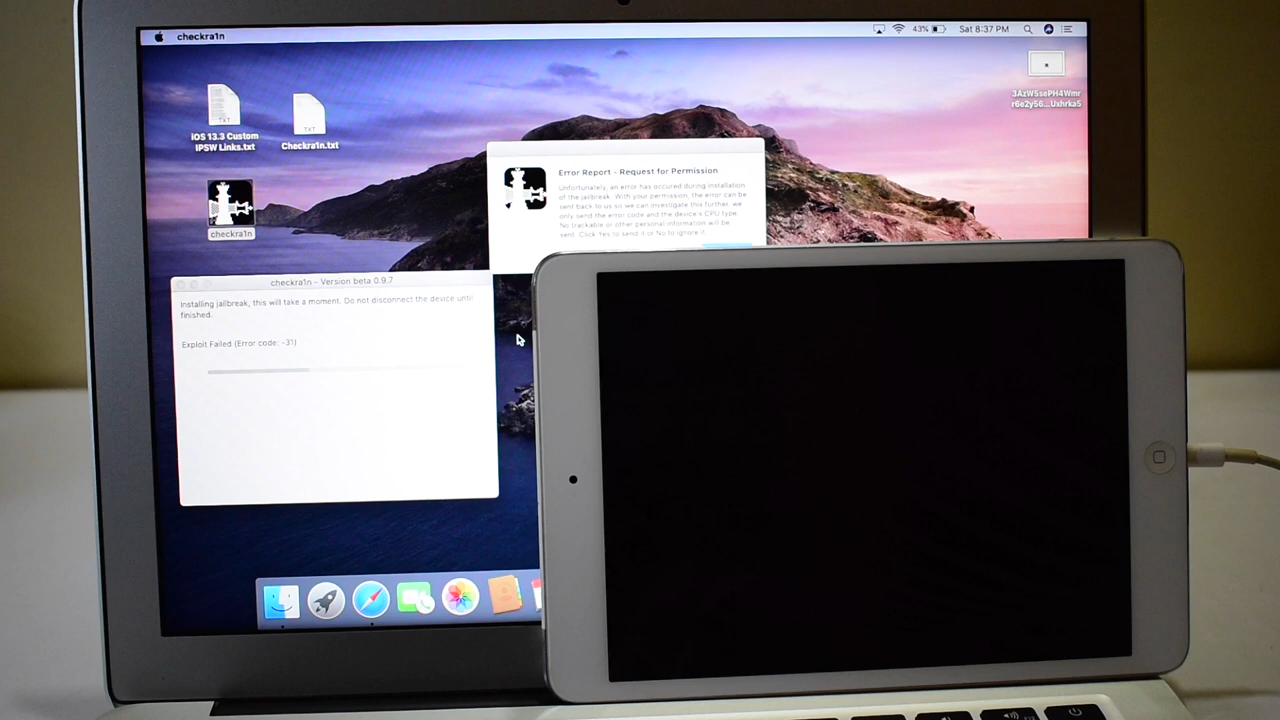 checkra1n
43%
Sat 8:37 PM
TXT
iOS 13.3 Custom
IPSW Links.txt
TXT
Checkra1n.txt
3AzW5sePH4Wmr
r6e2y56...Uxhrka5
checkra1n
Error Report - Request for Permission
Unfortunately, an error has occured during installation
of the jailbreak. With your permission, the error can be
sent back to us so we can investigate this further. we
only send the error code and the device's CPU type.
No trackable or other personal information will be
sent. Click Yes to send it or No to ignore it.
checkra1n - Version beta 0.9.7
Installing jailbreak, this will take a moment. Do not disconnect the device until
finished.
Exploit Failed (Error code: -31)